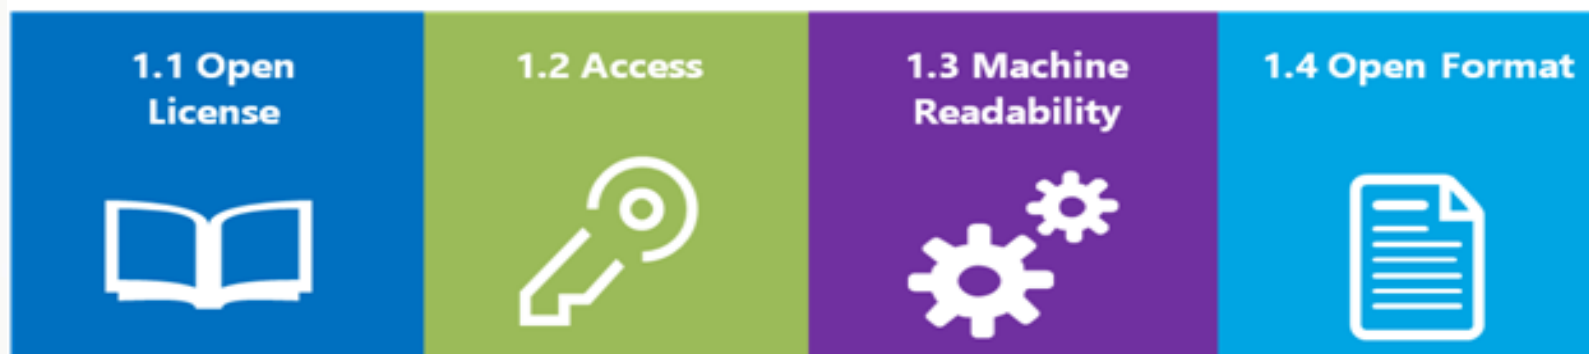 1.1 Open
License
1.2 Access
1.3 Machine
Readability
1.4 Open Format